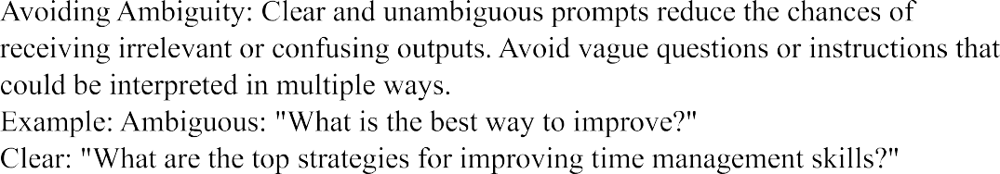 Avoiding Ambiguity: Clear and unambiguous prompts reduce the chances of
receiving irrelevant or confusing outputs. Avoid vague questions or instructions that
could be interpreted in multiple ways.
Example: Ambiguous: "What is the best way to improve?"
Clear: "What are the top strategies for improving time management skills?"